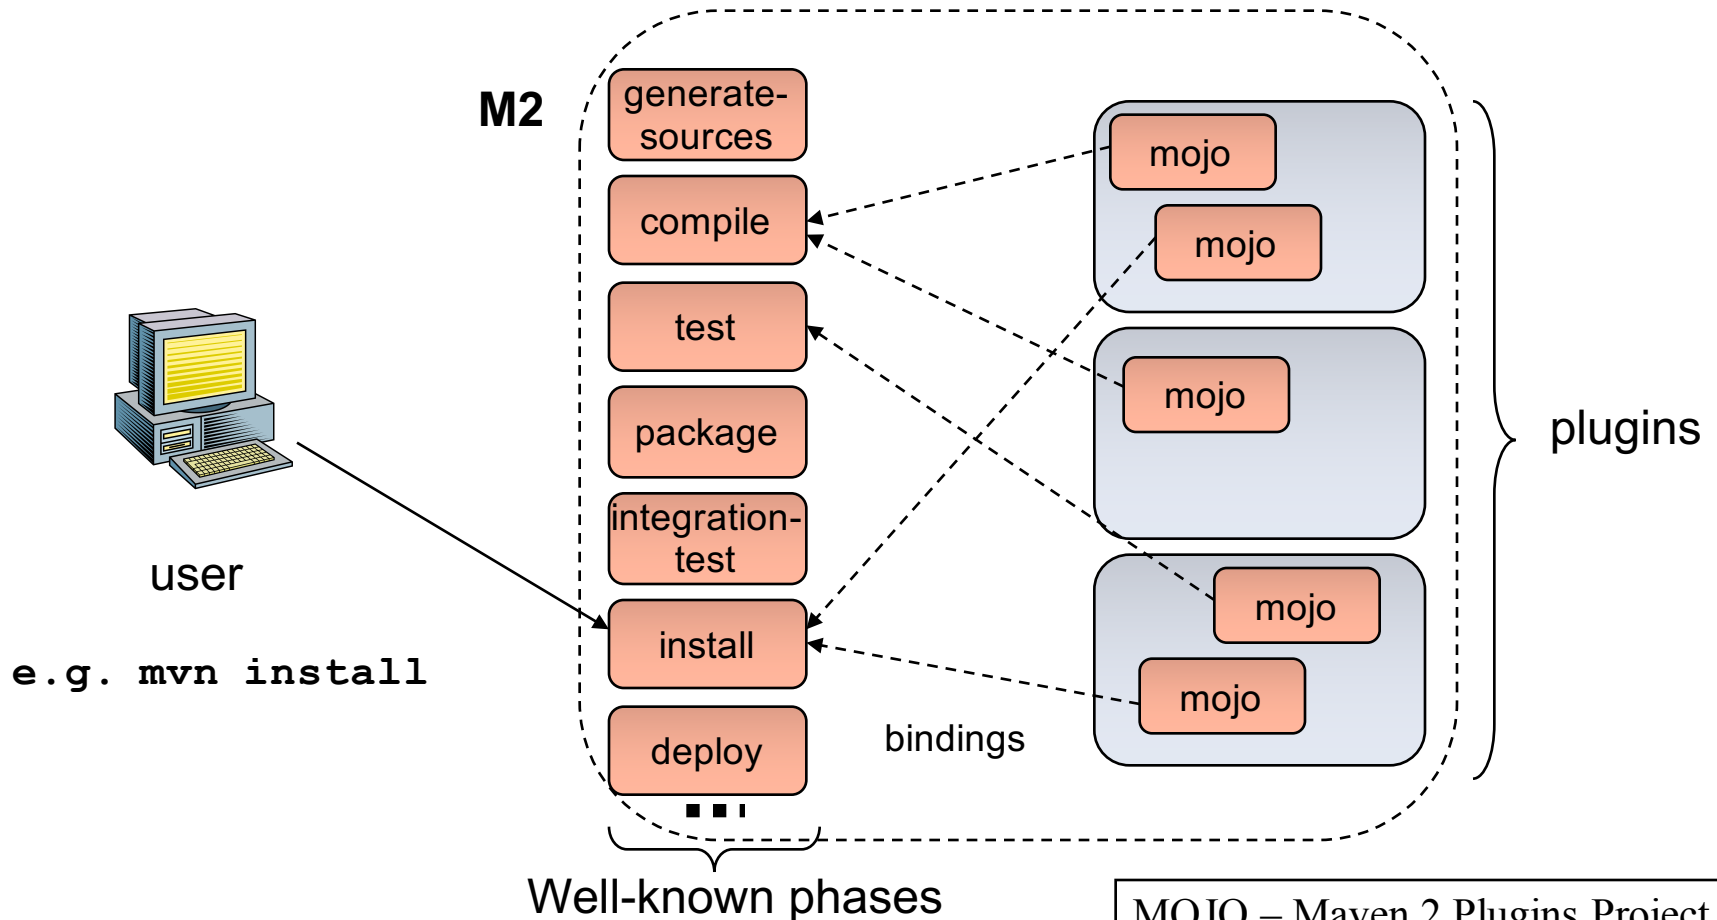 M2
generate-
sources
compile
test
package
integration-
test
install
deploy
mojo
mojo
mojo
mojo
mojo
plugins
user
e.g. mvn install
bindings
Well-known phases
MOJO – Maven 2 Plugins Project